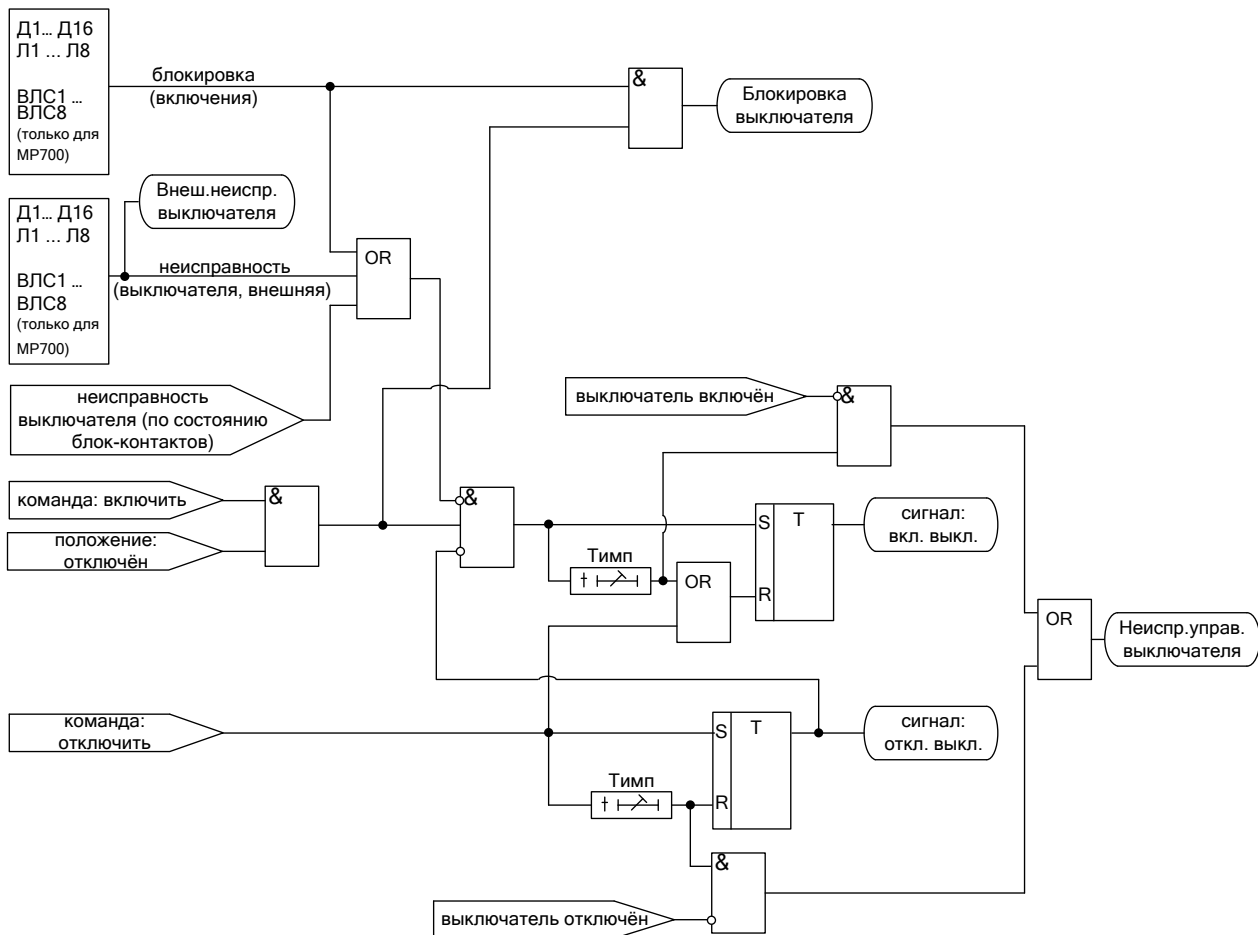 Д1... Д16
Л1 ... Л8
ВЛС1 ...
ВЛС8
(только для
МР700)
блокировка
(включения)
&
Блокировка
выключателя
Внеш.неиспр.
выключателя
Д1... Д16
Л1 ... Л8
ВЛС1 ...
ВЛС8
(только для
МР700)
неисправность
(выключателя, внешняя)
OR
неисправность
выключателя (по состоянию
блок-контактов)
выключатель включён
&
команда: включить
&
положение:
отключён
&
S
T
R
сигнал:
вкл. выкл.
Тимп
OR
OR
Неиспр.управ.
выключателя
команда:
отключить
S
T
R
сигнал:
откл. выкл.
Тимп
&
выключатель отключён